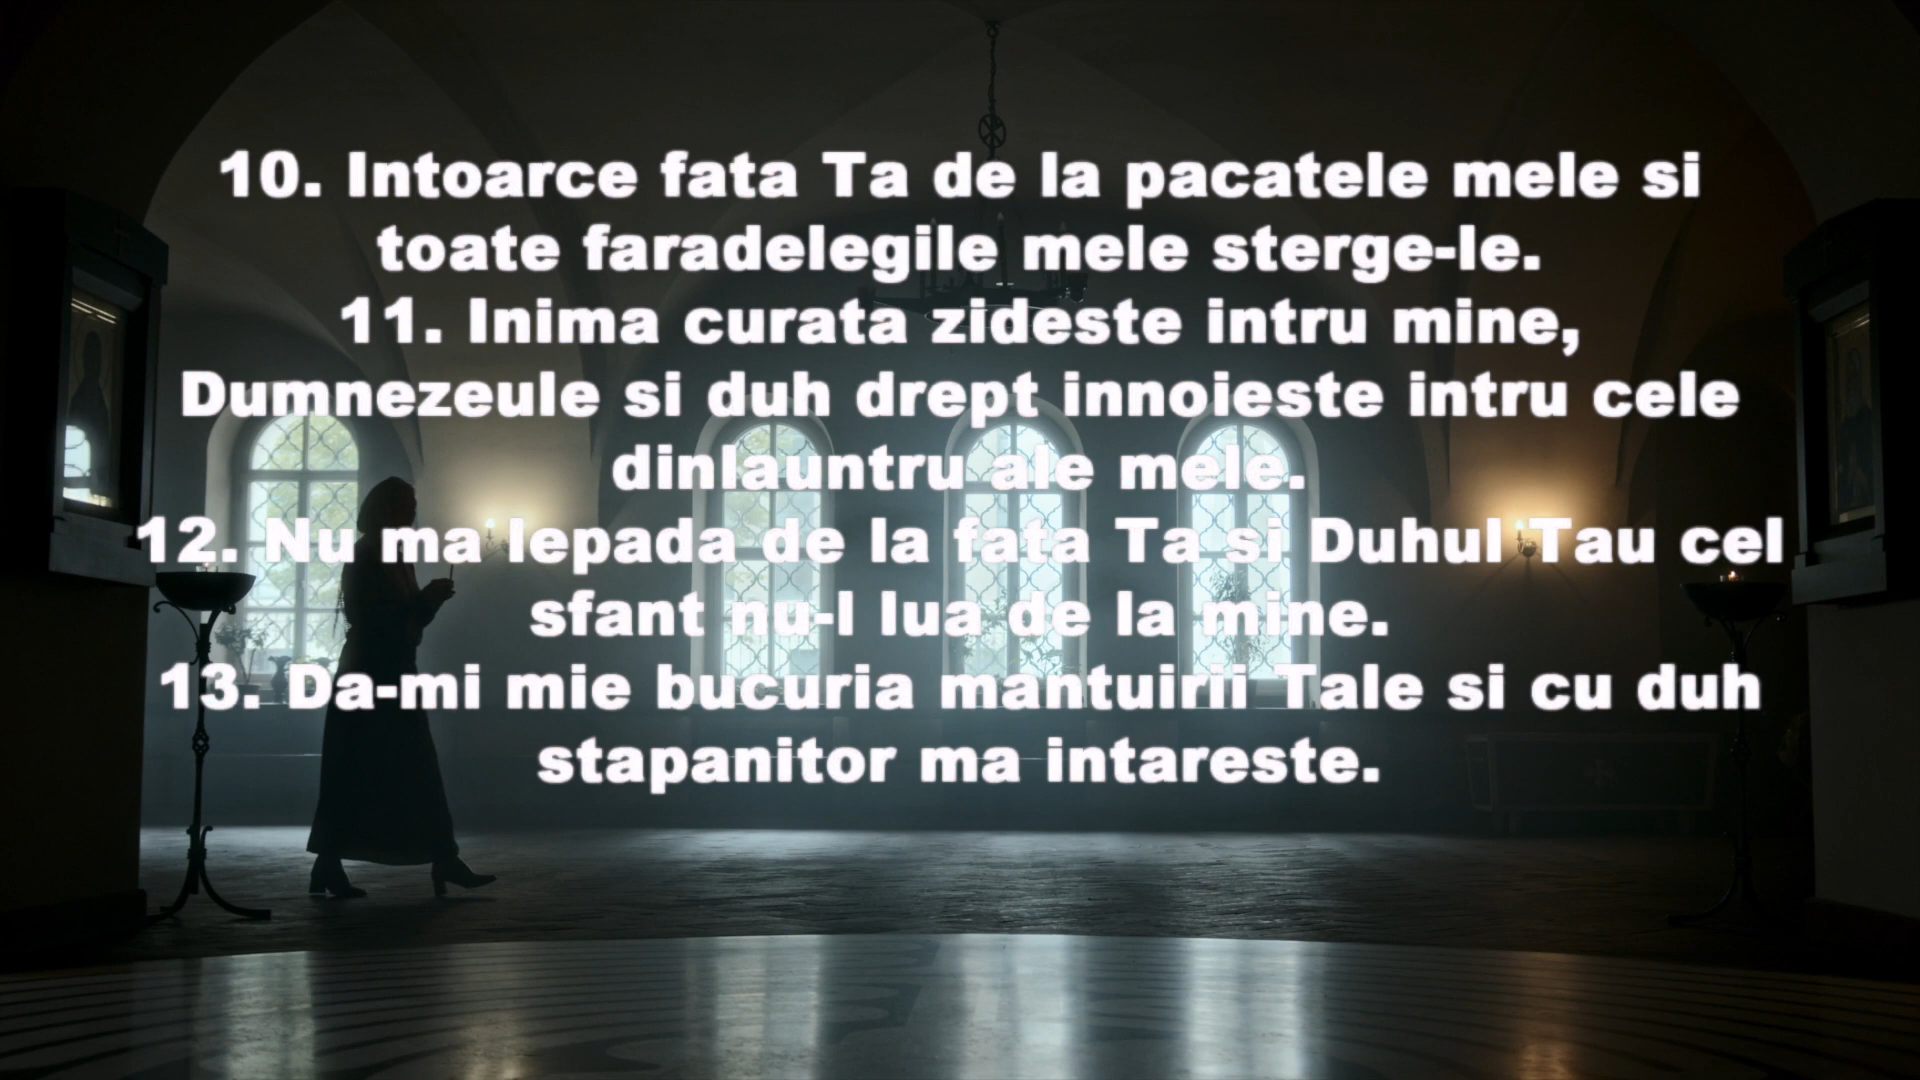 10. Intoarce fata Ta de la pacatele mele si
toate faradelegile mele sterge-le.
11. Inima curata zideste intru mine,
Dumnezeule si duh drept innoieste intru cele
dinlauntru ale mele.
12. Nu ma lepada de la fata Ta si Duhul Tau cel
sfant nu-l lua de la mine.
13. Da-mi mie bucuria mantuirii Tale si cu duh
stapanitor ma intareste.